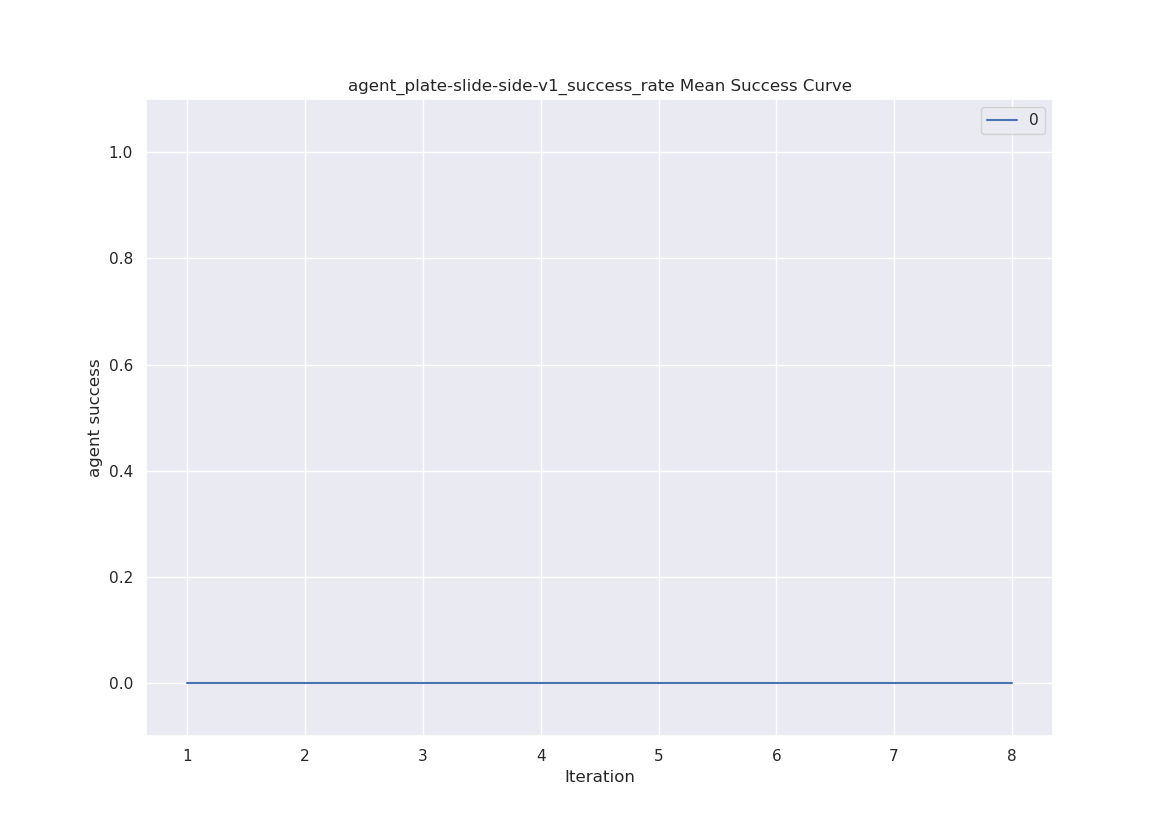 agent_plate-slide-side-v1_success_rate Mean Success Curve
0
1.0
0.8
0.6
0.4
0.2
0.0
agent success
1 2 3 4 5 6 7 8
Iteration